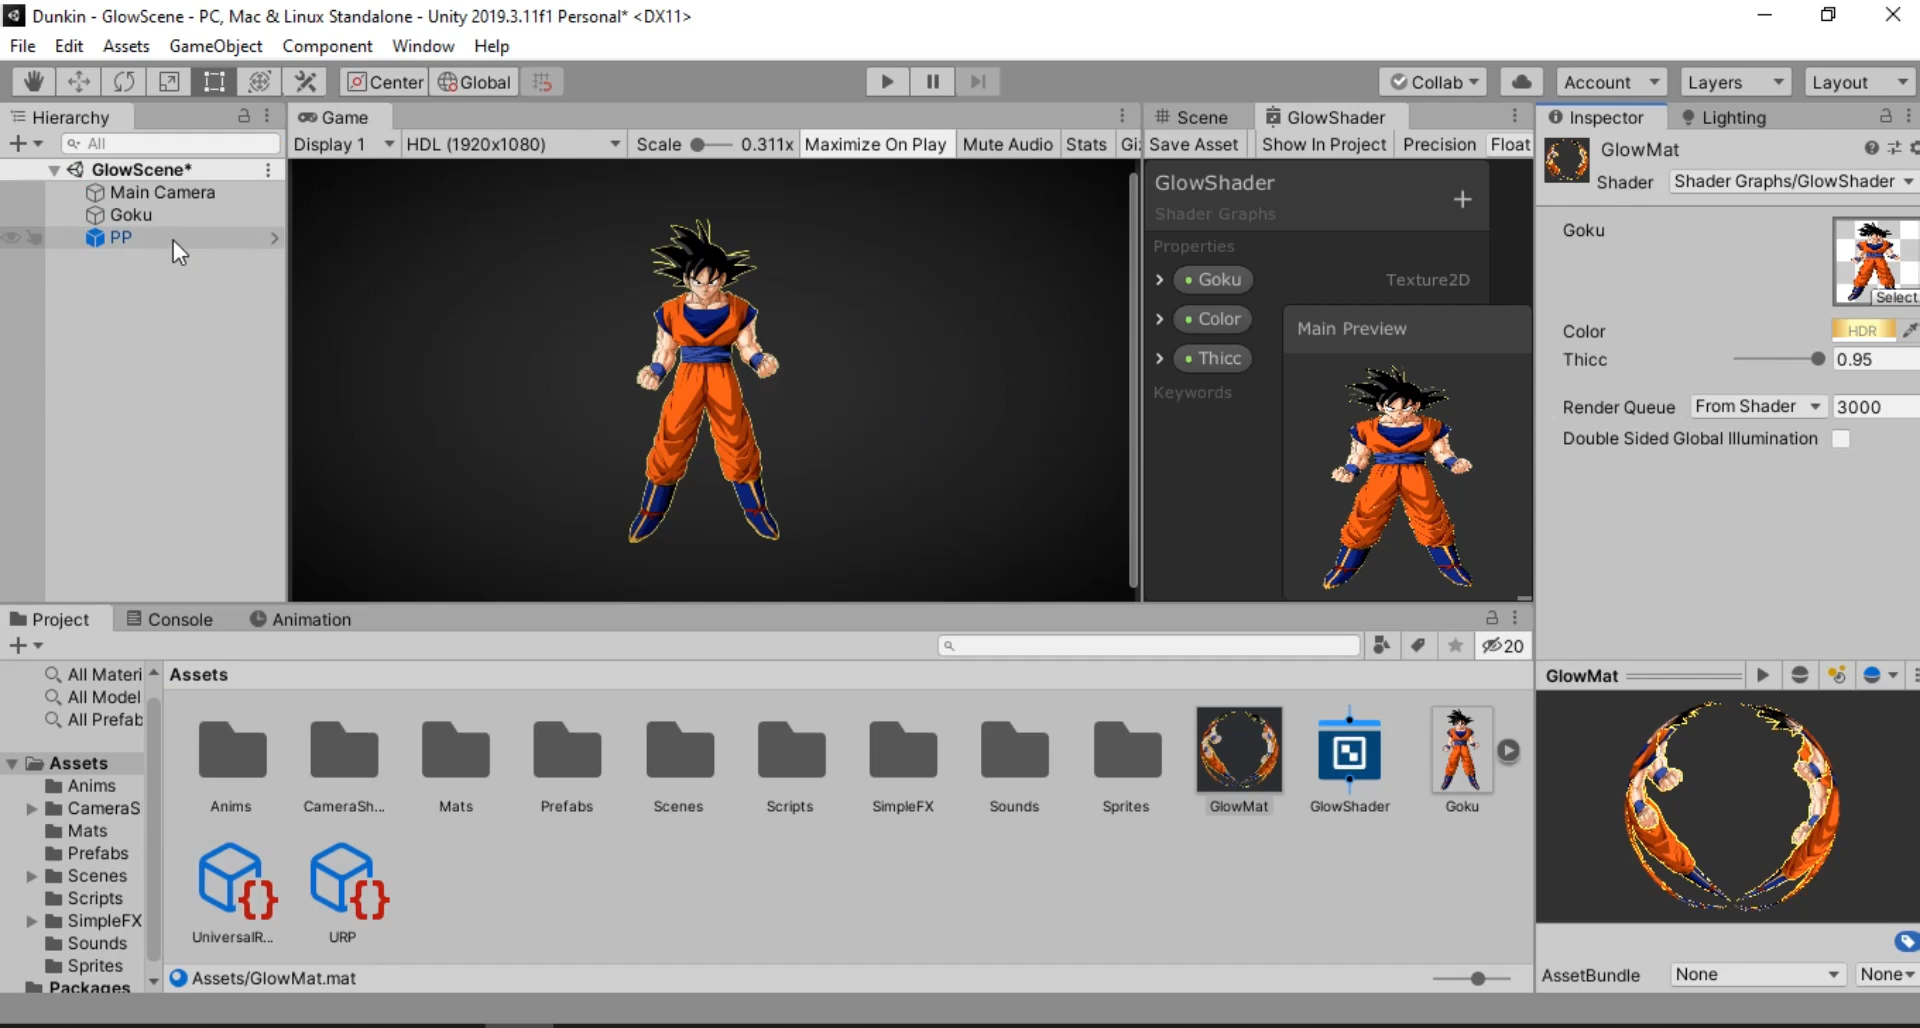 Dunkin - GlowScene - PC, Mac & Linux Standalone - Unity 2019.3.11f1 Personal* <DX11>
File Edit Assets GameObject Component Window Help
Center Global Collab Account Layers Layout
Hierarchy
All
GlowScene*
Main Camera
Goku
PP
Game
Display 1 HDL (1920x1080) Scale 0.311x Maximize On Play Mute Audio Stats Gi
Scene GlowShader
Save Asset Show In Project Precision Float
GlowShader
Shader Graphs
Properties
Goku Texture2D
Color
Thicc
Keywords
Main Preview
Inspector Lighting
GlowMat
Shader Shader Graphs/GlowShader
Goku
Select
Color HDR
Thicc 0.95
Render Queue From Shader 3000
Double Sided Global Illumination
Project Console Animation
20
All Materi
All Model
All Prefab
Assets
Anims
CameraS
Mats
Prefabs
Scenes
Scripts
SimpleFX
Sounds
Sprites
Packages
Assets
Anims CameraSh... Mats Prefabs Scenes Scripts SimpleFX Sounds Sprites GlowMat GlowShader Goku
UniversalR... URP
Assets/GlowMat.mat
GlowMat
AssetBundle None None